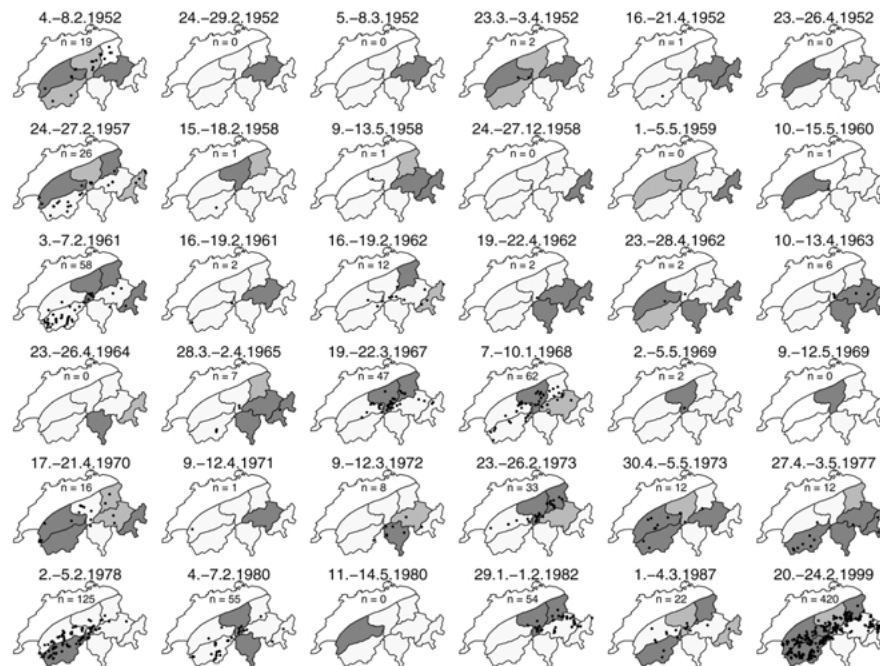 4.-8.2.1952 24.-29.2.1952 5.-8.3.1952 23.3.-3.4.1952 16.-21.4.1952 23.-26.4.1952
n = 19 n = 0 n = 0 n = 2 n = 1 n = 0
24.-27.2.1957 15.-18.2.1958 9.-13.5.1958 24.-27.12.1958 1.-5.5.1959 10.-15.5.1960
n = 26 n = 1 n = 1 n = 0 n = 0 n = 1
3.-7.2.1961 16.-19.2.1961 16.-19.2.1962 19.-22.4.1962 23.-28.4.1962 10.-13.4.1963
n = 58 n = 2 n = 12 n = 2 n = 2 n = 6
23.-26.4.1964 28.3.-2.4.1965 19.-22.3.1967 7.-10.1.1968 2.-5.5.1969 9.-12.5.1969
n = 0 n = 7 n = 47 n = 62 n = 2 n = 0
17.-21.4.1970 9.-12.4.1971 9.-12.3.1972 23.-26.2.1973 30.4.-5.5.1973 27.4.-3.5.1977
n = 16 n = 1 n = 8 n = 33 n = 12 n = 12
2.-5.2.1978 4.-7.2.1980 11.-14.5.1980 29.1.-1.2.1982 1.-4.3.1987 20.-24.2.1999
n = 125 n = 55 n = 0 n = 54 n = 22 n = 420